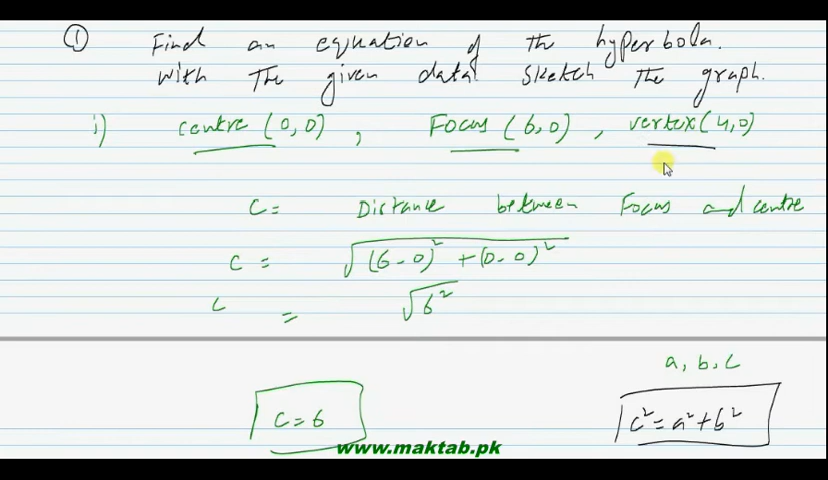 ① Find an equation of the hyperbola.
With The given data Sketch The graph.
i) centre (0,0) , Focus (6,0) , vertex (4,0)
C = Distance between Focus and centre
C = √(6-0)² + (0-0)²
C = √6²
a, b, c
C = 6
c² = a² + b²
www.maktab.pk